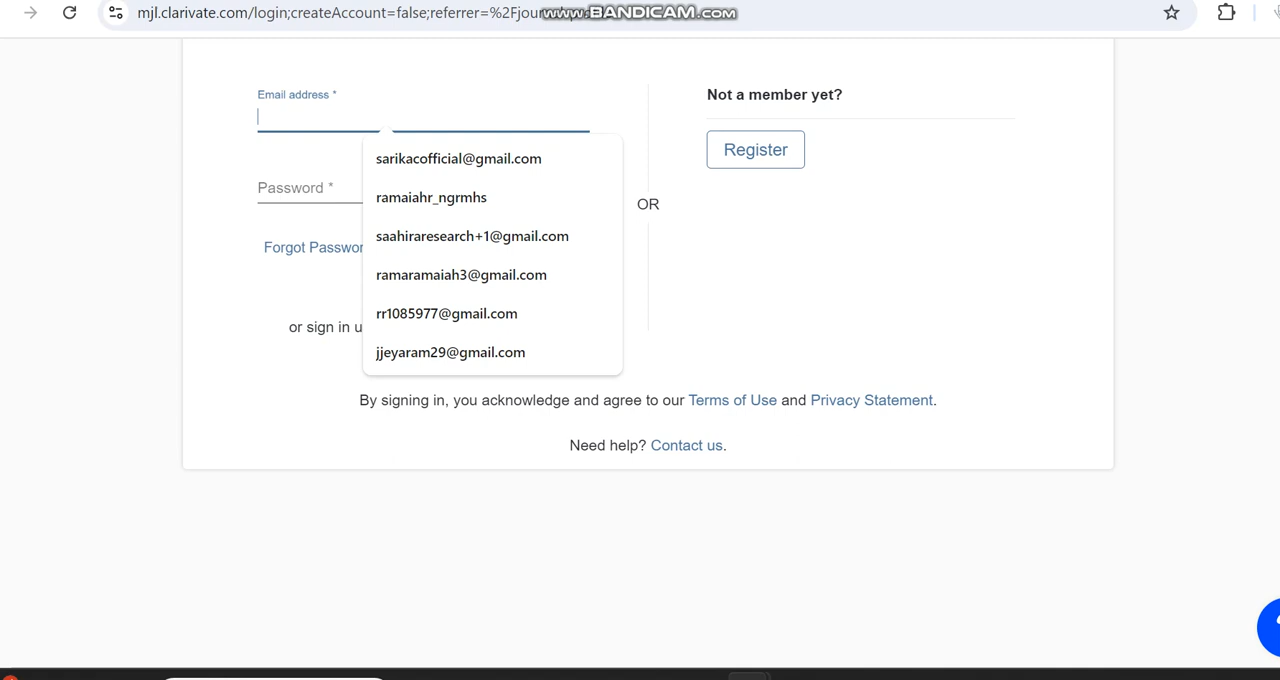 mjl.clarivate.com/login;createAccount=false;referrer=%2Fjour
www.BANDICAM.com
Email address *
Not a member yet?
sarikacofficial@gmail.com
Register
Password *
ramaiahr_ngrmhs
OR
saahiraresearch+1@gmail.com
Forgot Passwor
ramaramaiah3@gmail.com
rr1085977@gmail.com
or sign in u
jjeyaram29@gmail.com
By signing in, you acknowledge and agree to our Terms of Use and Privacy Statement.
Need help? Contact us.